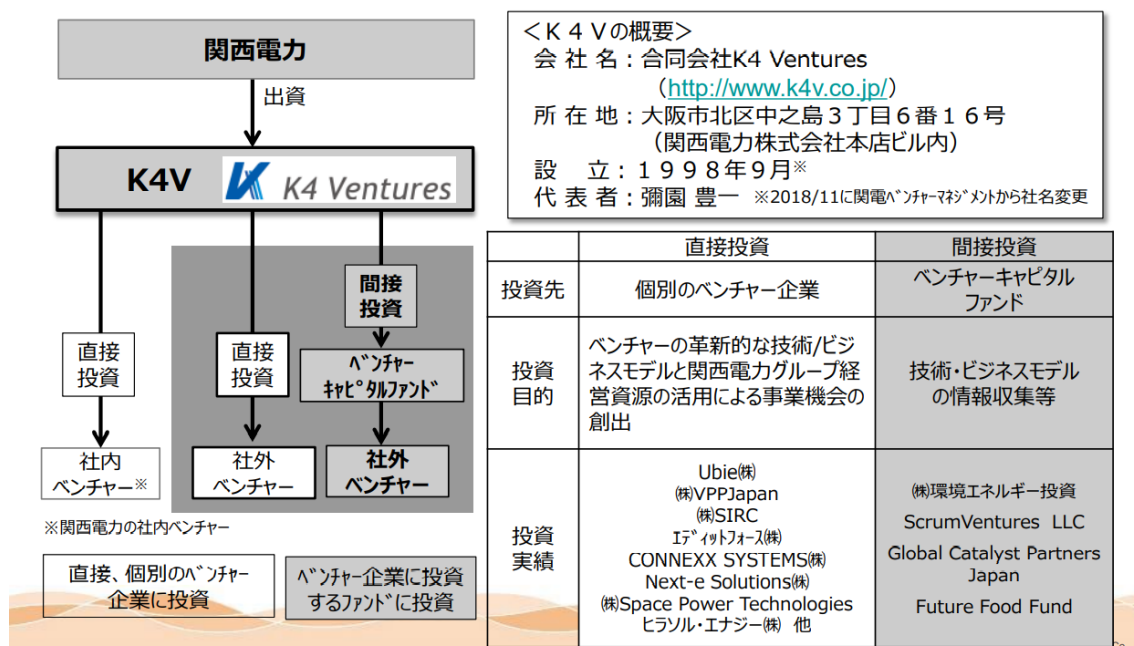 関西電力
出資
K4V
K4 Ventures
間接
投資
直接
投資
直接
投資
ﾍﾞﾝﾁｬｰ
ｷｬﾋﾟﾀﾙﾌｧﾝﾄﾞ
社内
ベンチャー※
社外
ベンチャー
社外
ベンチャー
※関西電力の社内ベンチャー
直接、個別のﾍﾞﾝﾁｬｰ
企業に投資
ﾍﾞﾝﾁｬｰ企業に投資
するファンドに投資
＜Ｋ４Ｖの概要＞
会 社 名：合同会社K4 Ventures
（http://www.k4v.co.jp/）
所 在 地：大阪市北区中之島３丁目６番１６号
（関西電力株式会社本店ビル内）
設　　立：１９９８年９月※
代 表 者：彌園 豊一 ※2018/11に関電ﾍﾞﾝﾁｬｰﾏﾈｼﾞﾒﾝﾄから社名変更
直接投資 間接投資
投資先 個別のベンチャー企業 ベンチャーキャピタル
ファンド
投資
目的
ベンチャーの革新的な技術/ビジ
ネスモデルと関西電力グループ経
営資源の活用による事業機会の
創出
技術・ビジネスモデル
の情報収集等
投資
実績
Ubie㈱
㈱VPPJapan
㈱SIRC
ｴﾃﾞｨｯﾄﾌｫｰｽ㈱
CONNEXX SYSTEMS㈱
Next-e Solutions㈱
㈱Space Power Technologies
ヒラソル・エナジー㈱ 他
㈱環境エネルギー投資
ScrumVentures LLC
Global Catalyst Partners
Japan
Future Food Fund